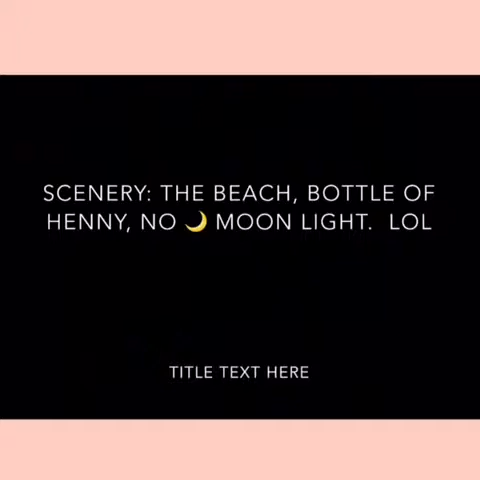 SCENERY: THE BEACH, BOTTLE OF
HENNY, NO 🌙 MOON LIGHT. LOL
TITLE TEXT HERE